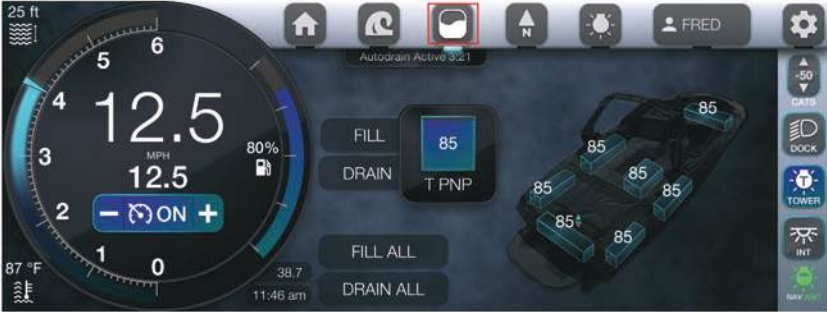 25 ft
FRED
N
Autodrain Active 3:21
6
5
4
3
2
1
0
12.5
MPH
12.5
ON
80%
87 °F
38.7
11:46 am
FILL
DRAIN
85
T PNP
FILL ALL
DRAIN ALL
85
85
85
85
85
85
85
-50
CATS
DOCK
T
TOWER
INT
NAV ANC